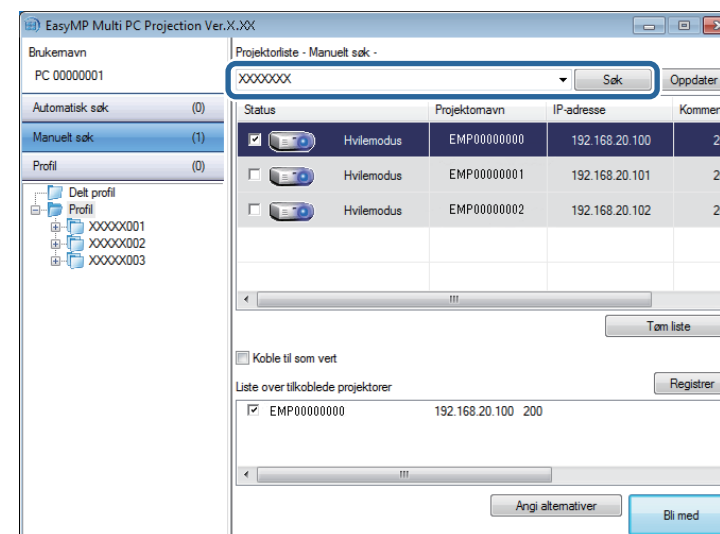 EasyMP Multi PC Projection Ver.X.XX
Brukernavn
PC 00000001
Projektorliste - Manuelt søk -
XXXXXXX Søk Oppdater
Automatisk søk (0)
Manuelt søk (1)
Profil (0)
Delt profil
Profil
XXXXX001
XXXXX002
XXXXX003
Status Projektornavn IP-adresse
Hvilemodus EMP00000000 192.168.20.100 2
Hvilemodus EMP00000001 192.168.20.101 2
Hvilemodus EMP00000002 192.168.20.102 2
Tøm liste
Koble til som vert
Liste over tilkoblede projektorer Registrer
EMP00000000 192.168.20.100 200
Angi alternativer Bli med